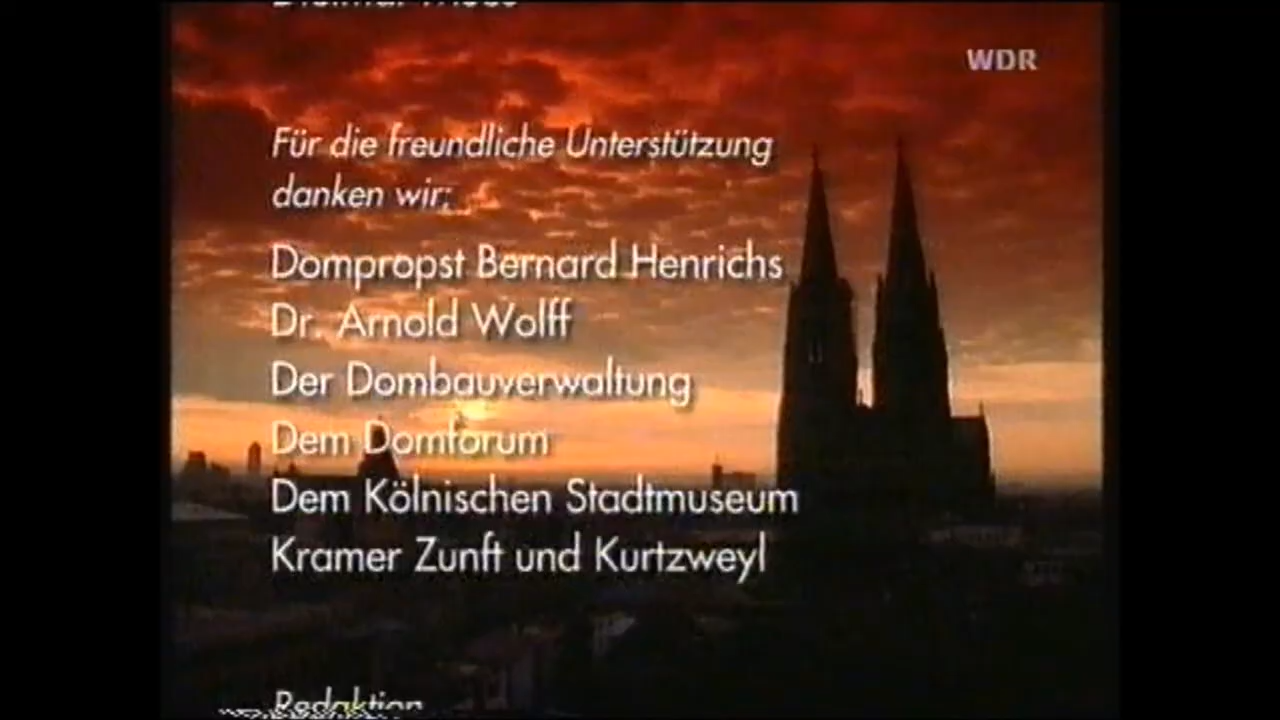 WDR
Für die freundliche Unterstützung
danken wir:
Dompropst Bernard Henrichs
Dr. Arnold Wolff
Der Dombauverwaltung
Dem Domforum
Dem Kölnischen Stadtmuseum
Kramer Zunft und Kurtzweyl
Redaktion